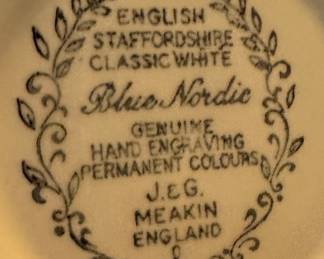 ENGLISH
STAFFORDSHIRE
CLASSIC WHITE
Blue Nordic
GENUINE
HAND ENGRAVING
PERMANENT COLOURS
J. & G.
MEAKIN
ENGLAND